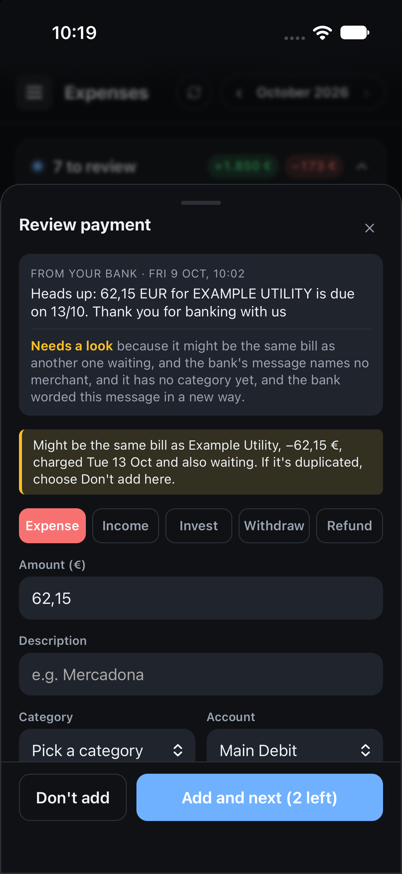 10:19
Expenses
October 2026
7 to review
+1.850 €
−173 €
Review payment
FROM YOUR BANK · FRI 9 OCT, 10:02
Heads up: 62,15 EUR for EXAMPLE UTILITY is due
on 13/10. Thank you for banking with us
Needs a look because it might be the same bill as
another one waiting, and the bank's message names no
merchant, and it has no category yet, and the bank
worded this message in a new way.
Might be the same bill as Example Utility, −62,15 €,
charged Tue 13 Oct and also waiting. If it's duplicated,
choose Don't add here.
Expense
Income
Invest
Withdraw
Refund
Amount (€)
62,15
Description
e.g. Mercadona
Category
Account
Pick a category
Main Debit
Don't add
Add and next (2 left)